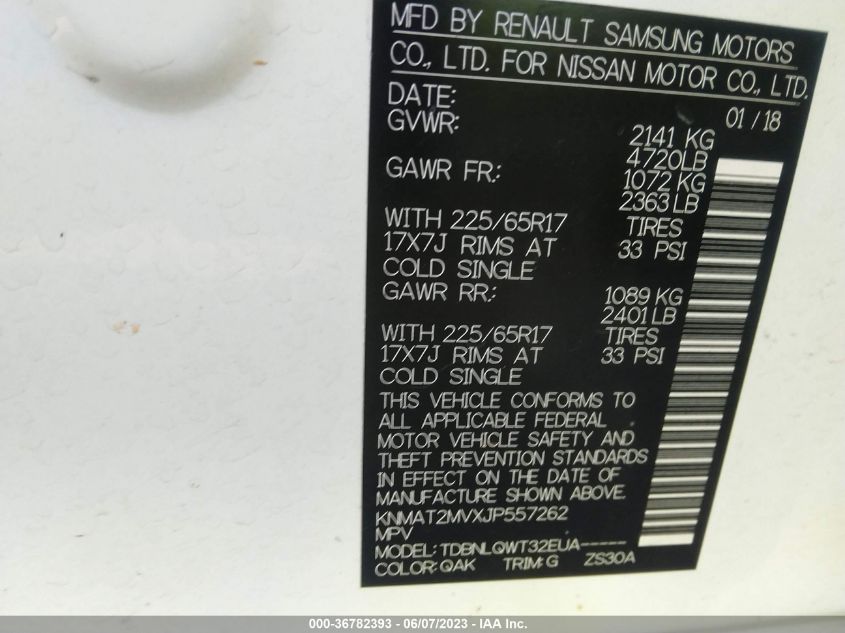 MFD BY RENAULT SAMSUNG MOTORS
CO., LTD. FOR NISSAN MOTOR CO., LTD.
DATE: 01 / 18
GVWR: 2141 KG
4720LB
GAWR FR: 1072 KG
2363 LB
WITH 225/65R17 TIRES
17X7J RIMS AT 33 PSI
COLD SINGLE
GAWR RR: 1089 KG
2401 LB
WITH 225/65R17 TIRES
17X7J RIMS AT 33 PSI
COLD SINGLE
THIS VEHICLE CONFORMS TO
ALL APPLICABLE FEDERAL
MOTOR VEHICLE SAFETY AND
THEFT PREVENTION STANDARDS
IN EFFECT ON THE DATE OF
MANUFACTURE SHOWN ABOVE.
KNMAT2MVXJP557262
MPV
MODEL: TDBNLQWT32EUA-----
COLOR: QAK TRIM: G ZS30A
000-36782393 - 06/07/2023 - IAA Inc.